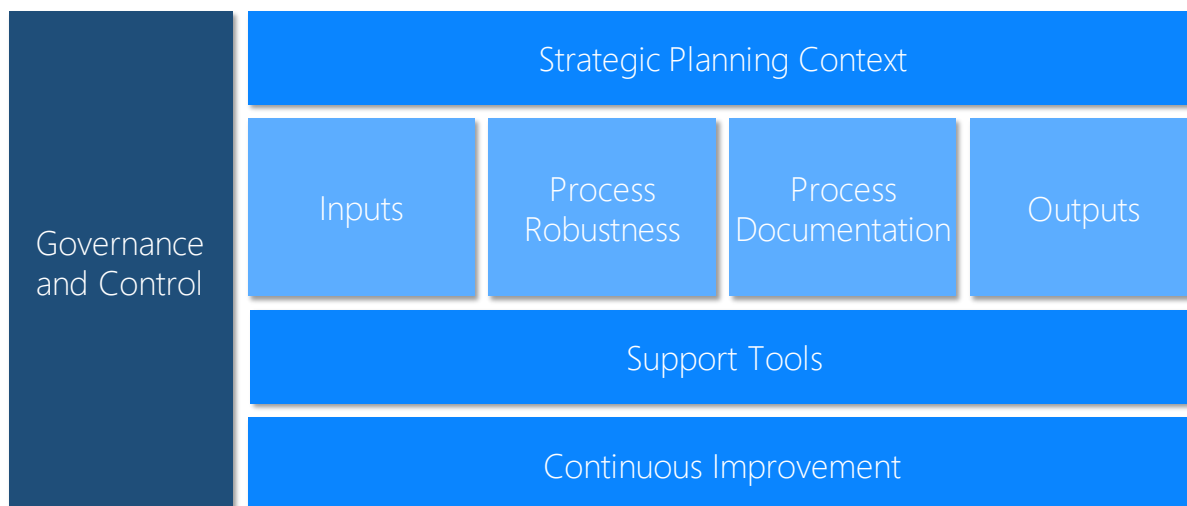 Governance
and Control
Strategic Planning Context
Inputs
Process
Robustness
Process
Documentation
Outputs
Support Tools
Continuous Improvement